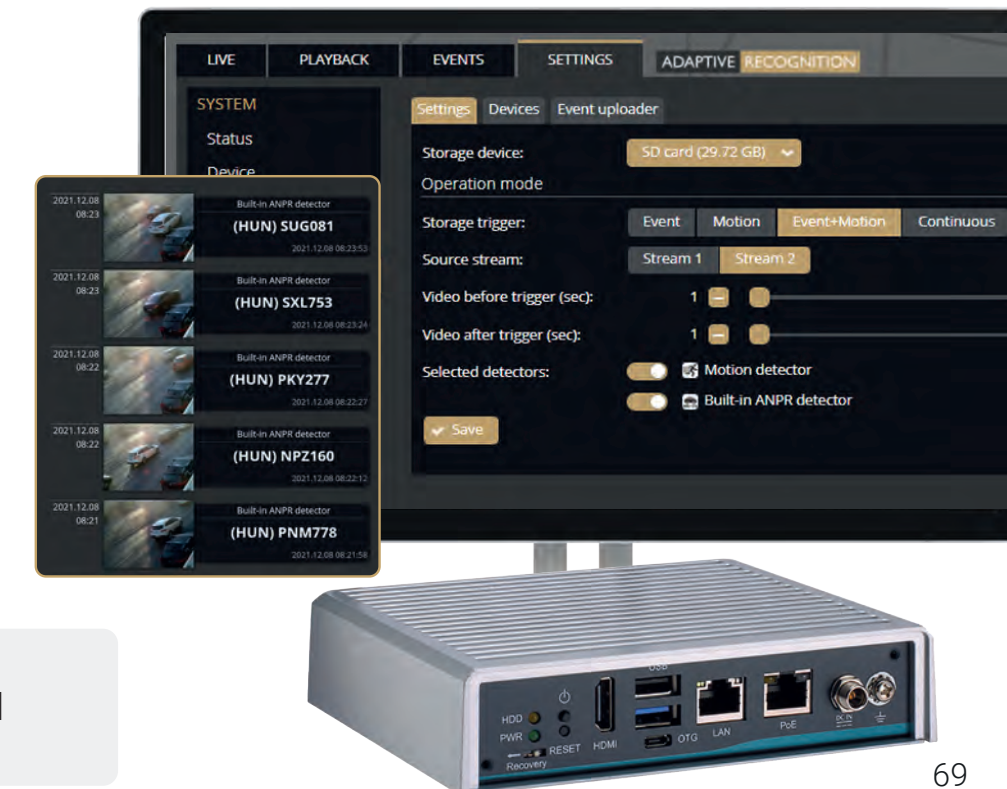 LIVE PLAYBACK EVENTS SETTINGS ADAPTIVE RECOGNITION
SYSTEM
Status
Device
Settings Devices Event uploader
Storage device: SD card (29.72 GB)
Operation mode
Storage trigger: Event Motion Event+Motion Continuous
Source stream: Stream 1 Stream 2
Video before trigger (sec): 1
Video after trigger (sec): 1
Selected detectors: Motion detector
Built-in ANPR detector
Save
2021.12.08
08:23
Built-in ANPR detector
(HUN) SUG081
2021.12.08 08:23:53
2021.12.08
08:23
Built-in ANPR detector
(HUN) SXL753
2021.12.08 08:23:24
2021.12.08
08:22
Built-in ANPR detector
(HUN) PKY277
2021.12.08 08:22:27
2021.12.08
08:22
Built-in ANPR detector
(HUN) NPZ160
2021.12.08 08:22:12
2021.12.08
08:21
Built-in ANPR detector
(HUN) PNM778
2021.12.08 08:21:58
USB
HDD
PWR
RESET
Recovery
HDMI
OTG
LAN
PoE
DC IN
69